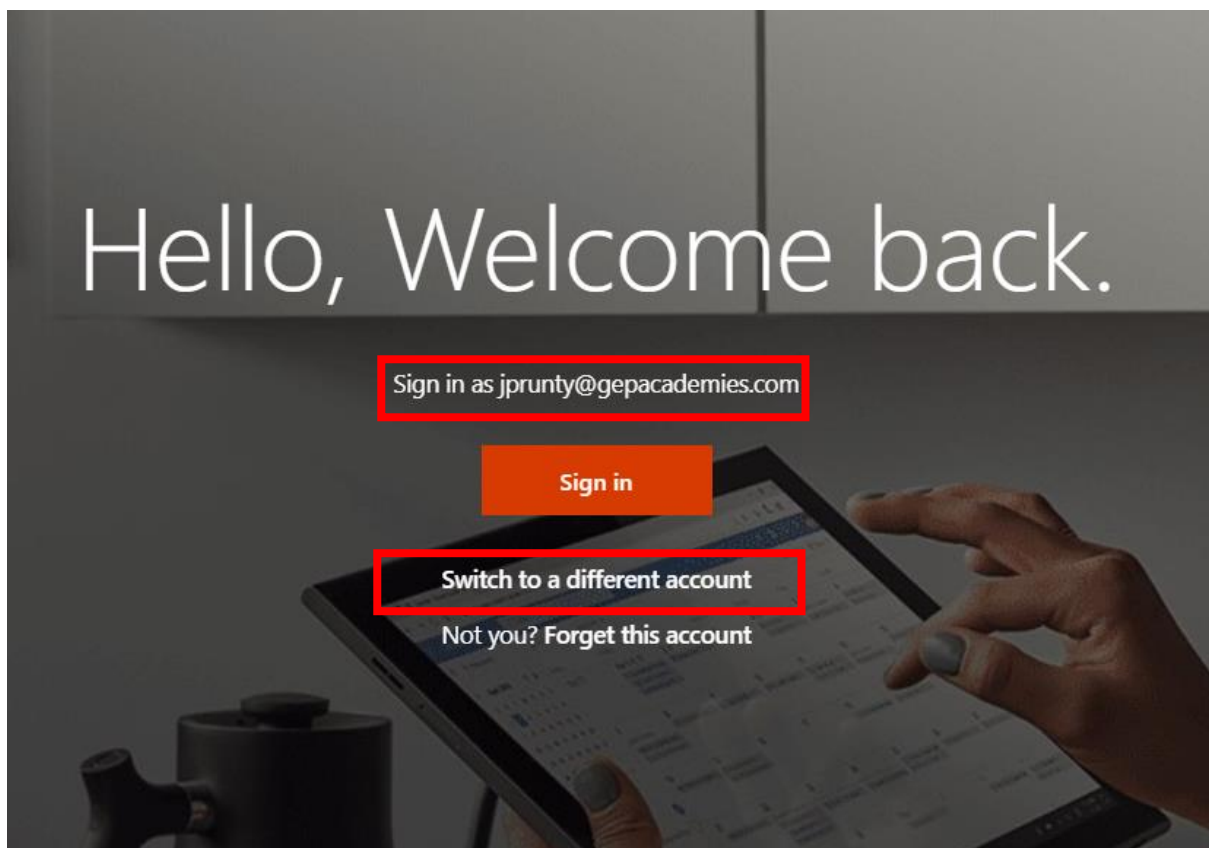 Hello, Welcome back.
Sign in as jprunty@gepacademies.com
Sign in
Switch to a different account
Not you? Forget this account